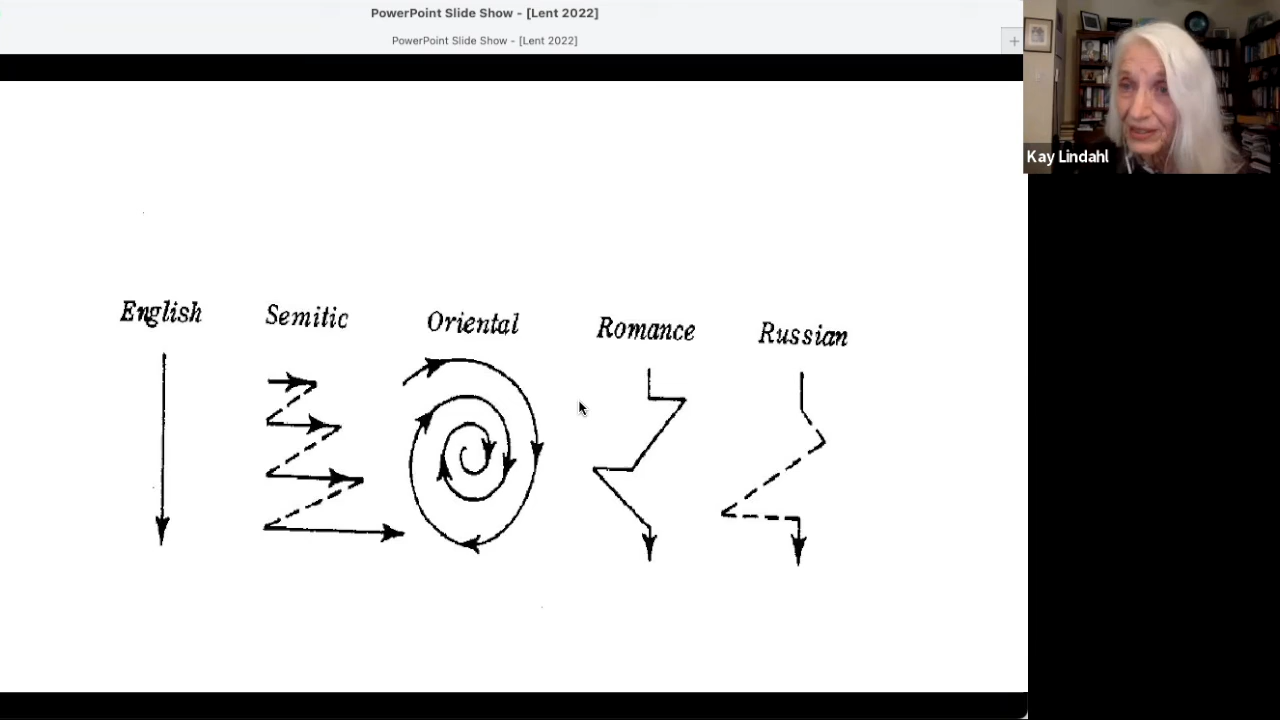 PowerPoint Slide Show - [Lent 2022]
PowerPoint Slide Show - [Lent 2022]
+
Kay Lindahl
English
Semitic
Oriental
Romance
Russian